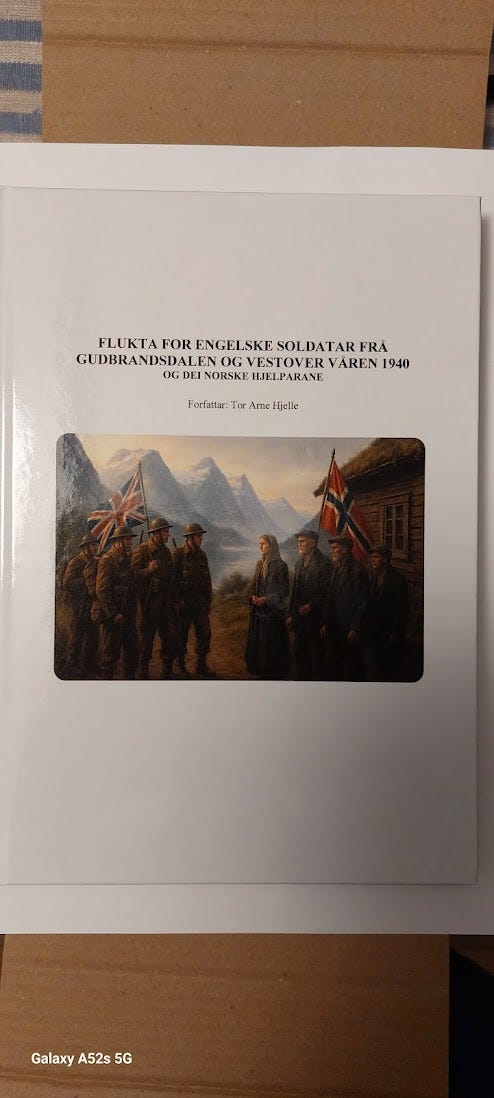 FLUKTA FOR ENGELSKE SOLDATAR FRÅ
GUDBRANDSDALEN OG VESTOVER VÅREN 1940
OG DEI NORSKE HJELPARANE
Forfattar: Tor Arne Hjelle
Galaxy A52s 5G